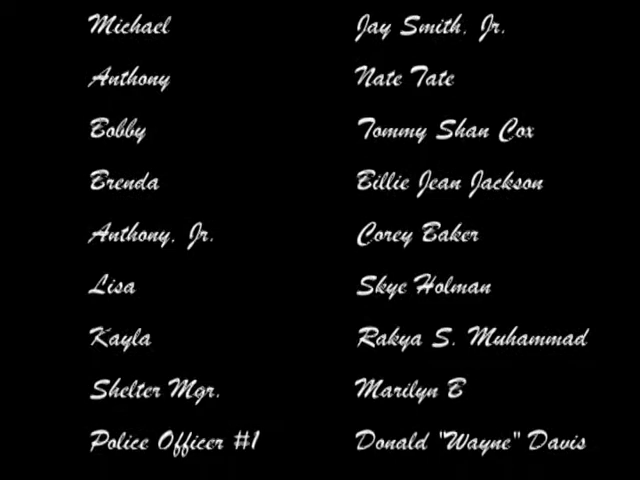 Michael Jay Smith, Jr.
Anthony Nate Tate
Bobby Tommy Shan Cox
Brenda Billie Jean Jackson
Anthony, Jr. Corey Baker
Lisa Skye Holman
Kayla Rakya S. Muhammad
Shelter Mgr. Marilyn B
Police Officer #1 Donald "Wayne" Davis